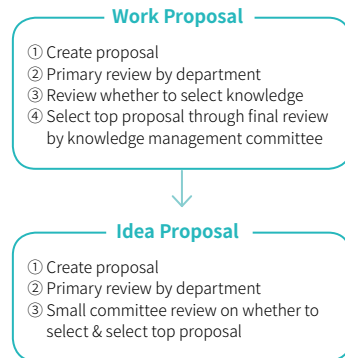 Work Proposal
① Create proposal
② Primary review by department
③ Review whether to select knowledge
④ Select top proposal through final review
by knowledge management committee
Idea Proposal
① Create proposal
② Primary review by department
③ Small committee review on whether to
select & select top proposal